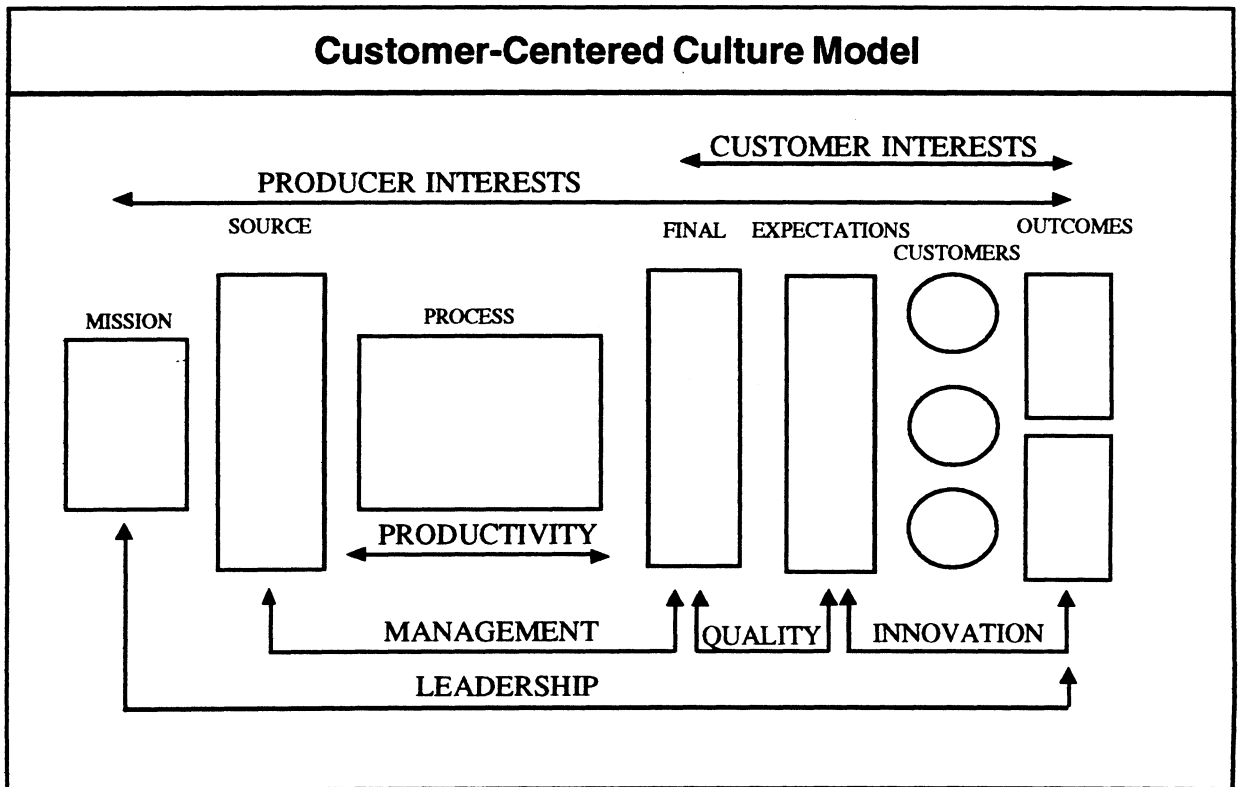 Customer-Centered Culture Model
CUSTOMER INTERESTS
PRODUCER INTERESTS
SOURCE
FINAL
EXPECTATIONS
OUTCOMES
CUSTOMERS
MISSION
PROCESS
PRODUCTIVITY
MANAGEMENT
QUALITY
INNOVATION
LEADERSHIP